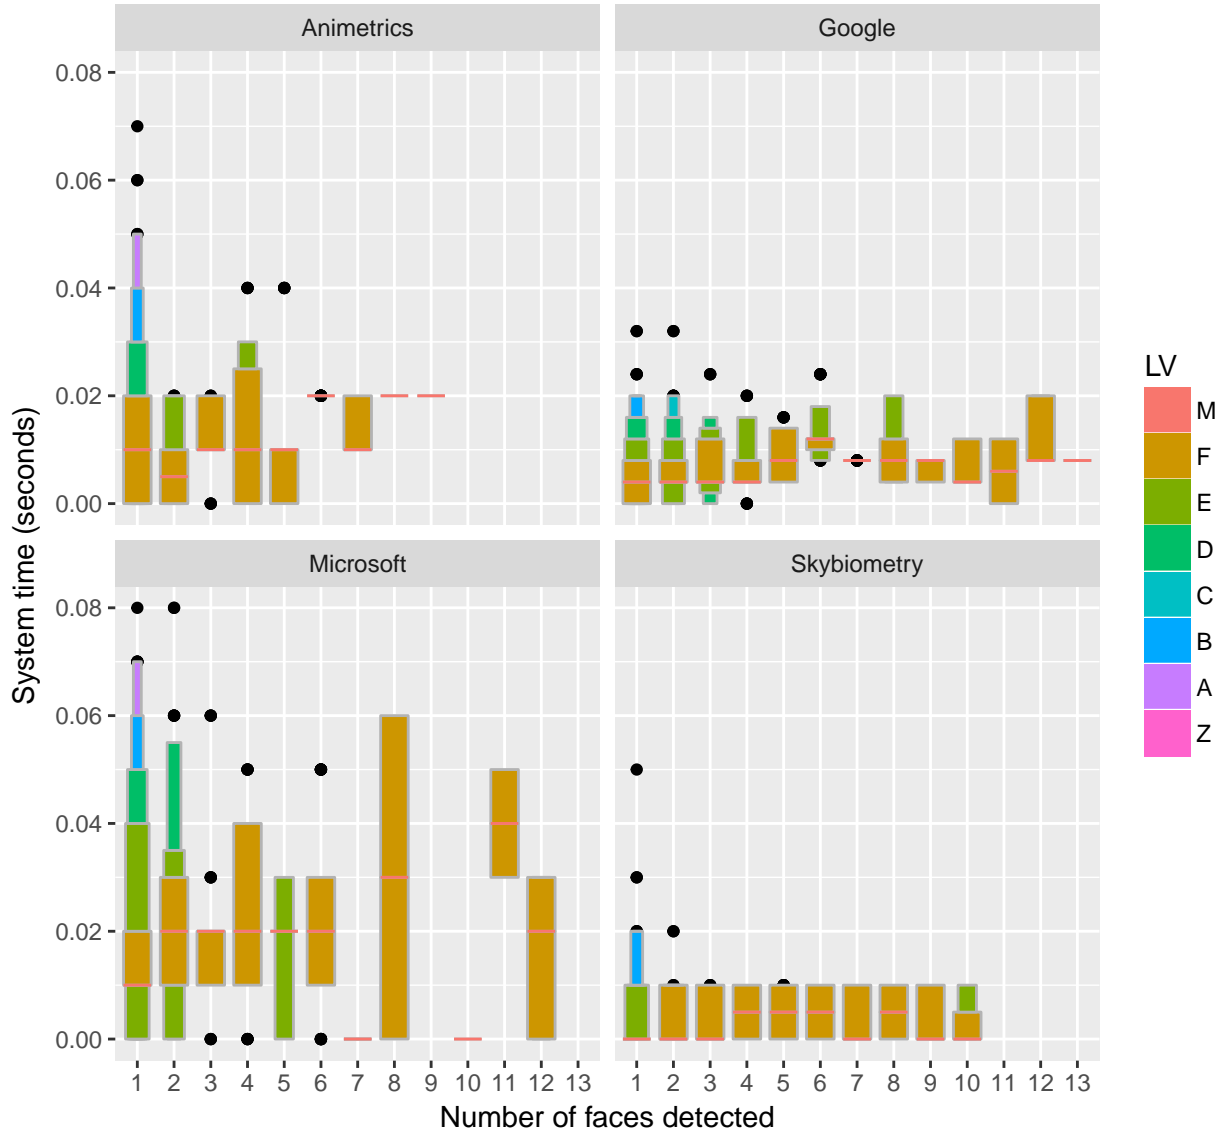 Animetrics
Google
0.08
0.06
0.04
0.02
0.00
Microsoft
Skybiometry
0.08
0.06
0.04
0.02
0.00
1 2 3 4 5 6 7 8 9 10 11 12 13
1 2 3 4 5 6 7 8 9 10 11 12 13
Number of faces detected
System time (seconds)
LV
M
F
E
D
C
B
A
Z